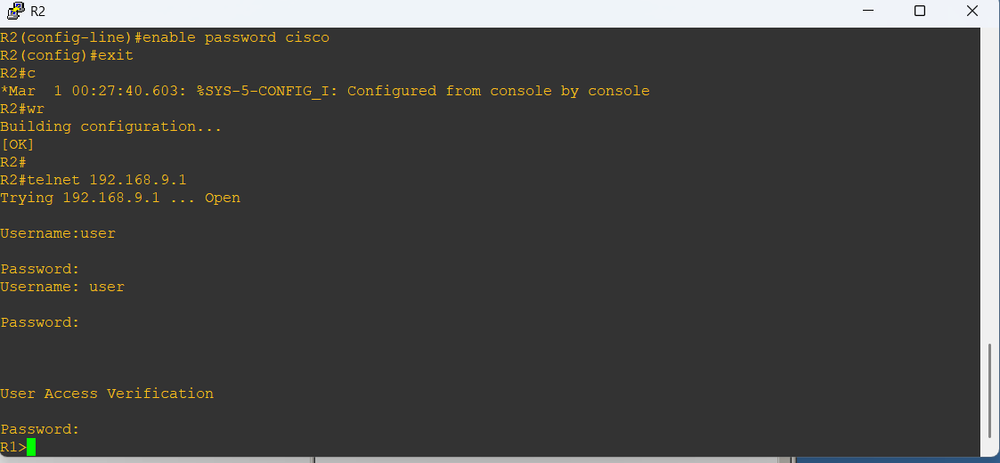 R2
R2(config-line)#enable password cisco
R2(config)#exit
R2#c
*Mar  1 00:27:40.603: %SYS-5-CONFIG_I: Configured from console by console
R2#wr
Building configuration...
[OK]
R2#
R2#telnet 192.168.9.1
Trying 192.168.9.1 ... Open
Username:user
Password:
Username: user
Password:
User Access Verification
Password:
R1>